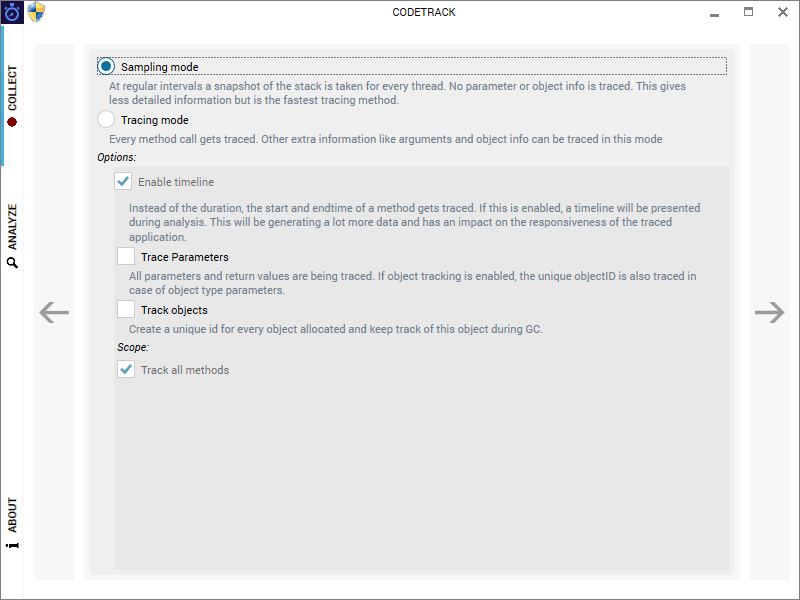 CODETRACK
COLLECT
ANALYZE
ABOUT
Sampling mode
At regular intervals a snapshot of the stack is taken for every thread. No parameter or object info is traced. This gives
less detailed information but is the fastest tracing method.
Tracing mode
Every method call gets traced. Other extra information like arguments and object info can be traced in this mode
Options:
Enable timeline
Instead of the duration, the start and endtime of a method gets traced. If this is enabled, a timeline will be presented
during analysis. This will be generating a lot more data and has an impact on the responsiveness of the traced
application.
Trace Parameters
All parameters and return values are being traced. If object tracking is enabled, the unique objectID is also traced in
case of object type parameters.
Track objects
Create a unique id for every object allocated and keep track of this object during GC.
Scope:
Track all methods